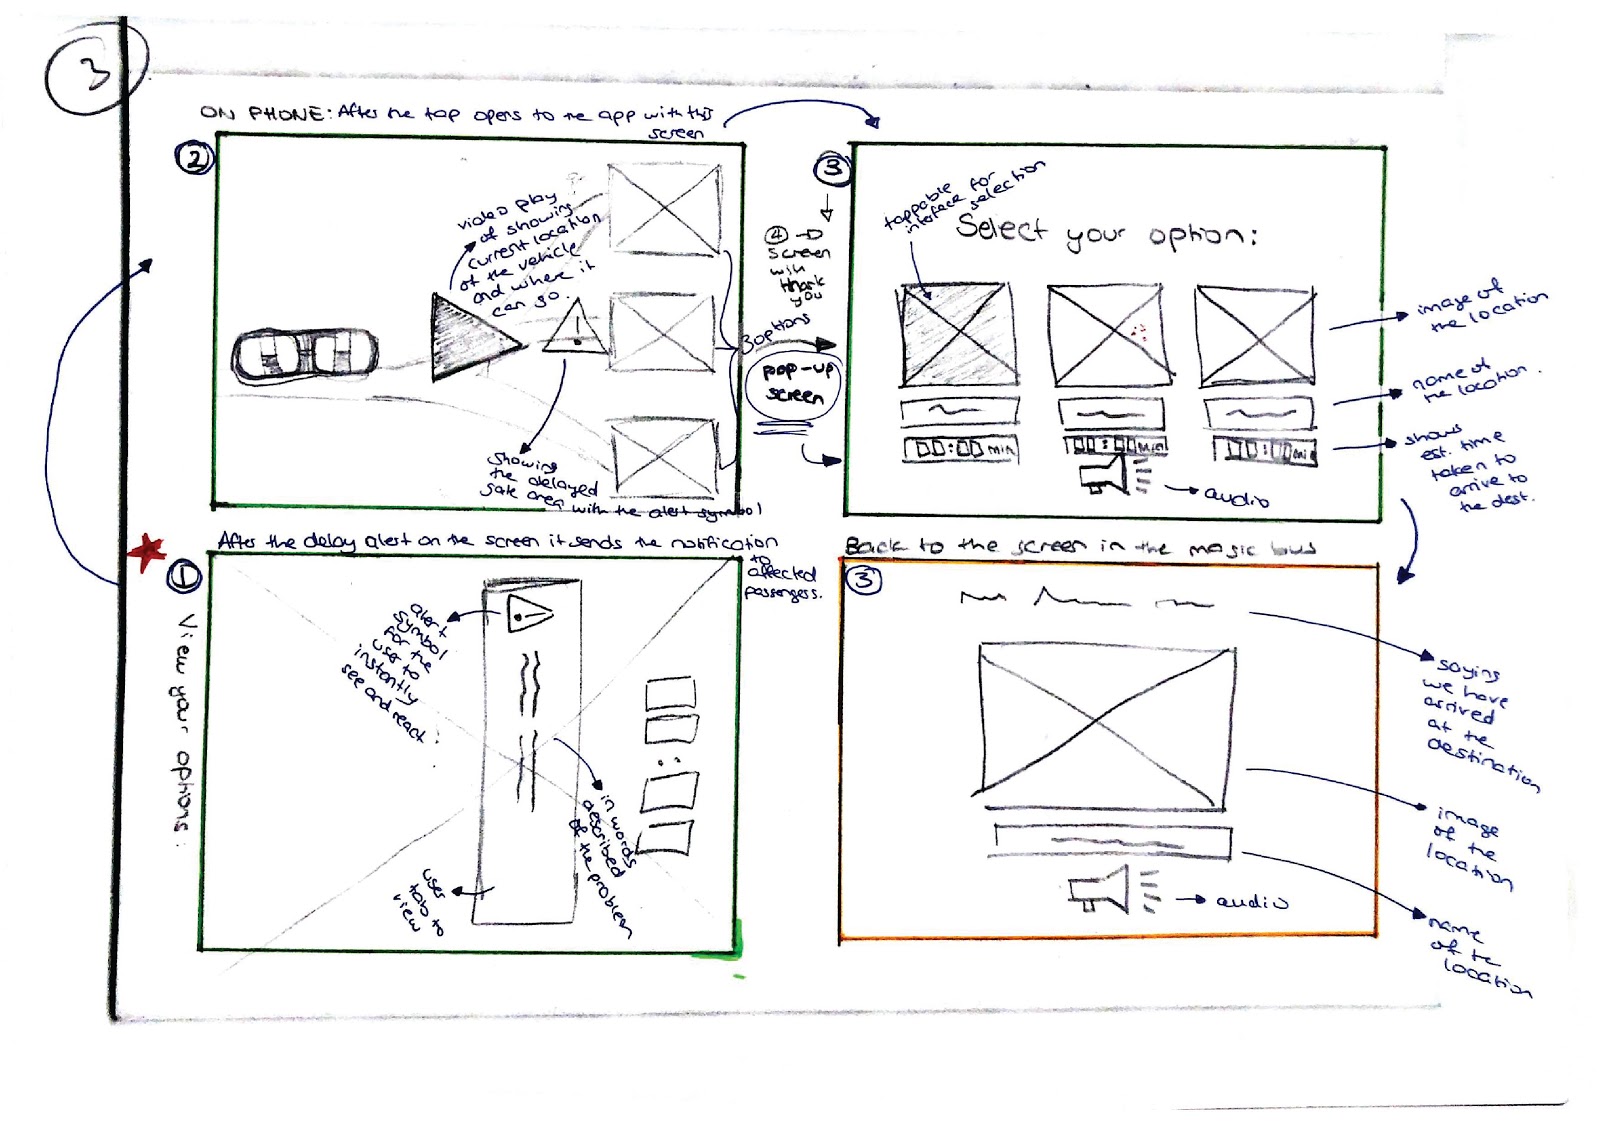 3
ON PHONE: After the tap opens to the app with this
screen
2
video play
of showing
current location
of the vehicle
and where it
can go.
!
3 options
showing
the delayed
safe area
with the alert symbol
4
screen
with
thank
you
pop-up
screen
3
tappable
interface for
selection
Select your option:
00:00 min
00:00 min
00:00 min
audio
image of
the location
name of
the location.
shows
est. time
taken to
arrive to
the dest.
After the delay alert on the screen it sends the notification
to
affected
passengers.
1
View your options:
alert
symbol
for the
user to
instantly
see and react.
!
in words
described
of the problem
user
tabs to
view
Back to the screen in the magic bus
3
saying
we have
arrived
at the
destination
image
of the
location
audio
name
of the
location